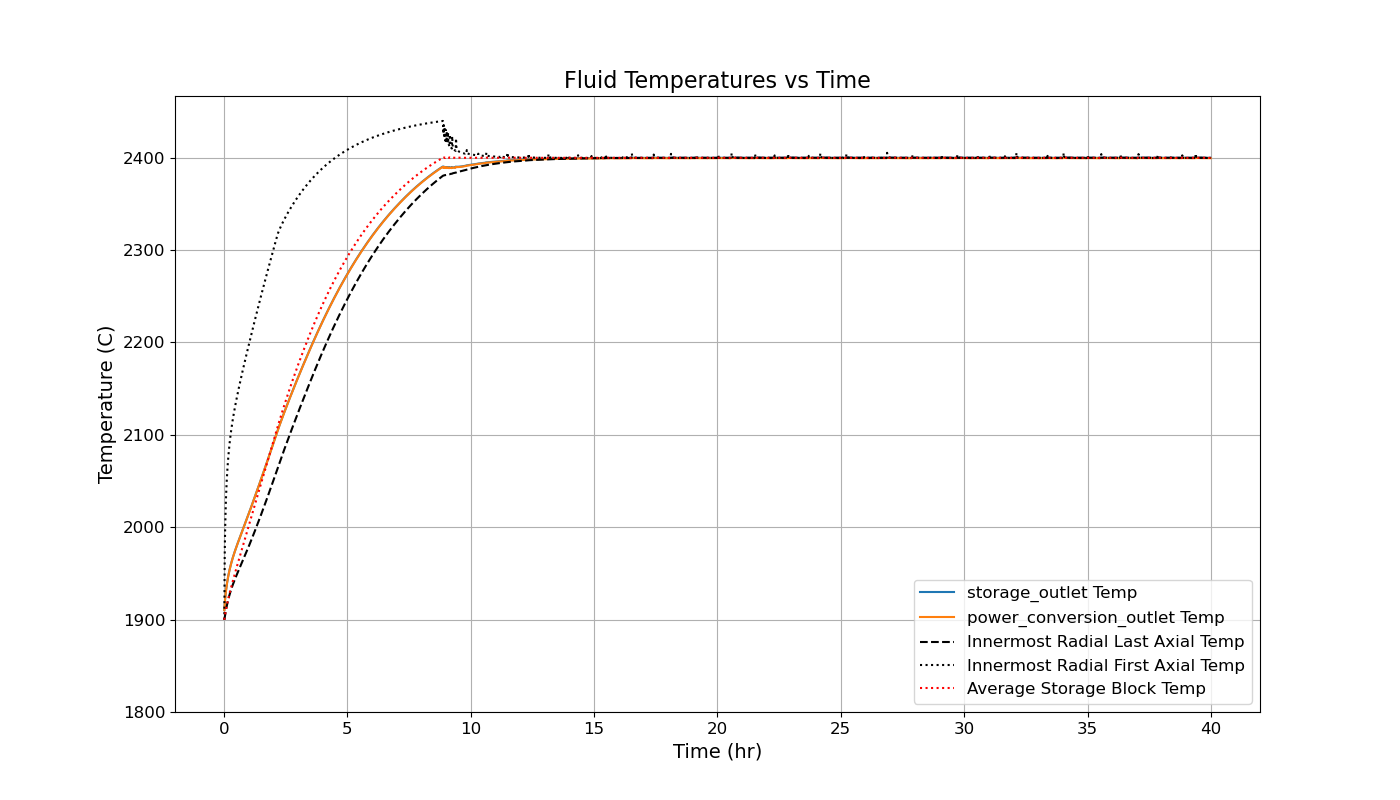 Fluid Temperatures vs Time
Temperature (C)
2400
2300
2200
2100
2000
1900
1800
0 5 10 15 20 25 30 35 40
Time (hr)
storage_outlet Temp
power_conversion_outlet Temp
Innermost Radial Last Axial Temp
Innermost Radial First Axial Temp
Average Storage Block Temp